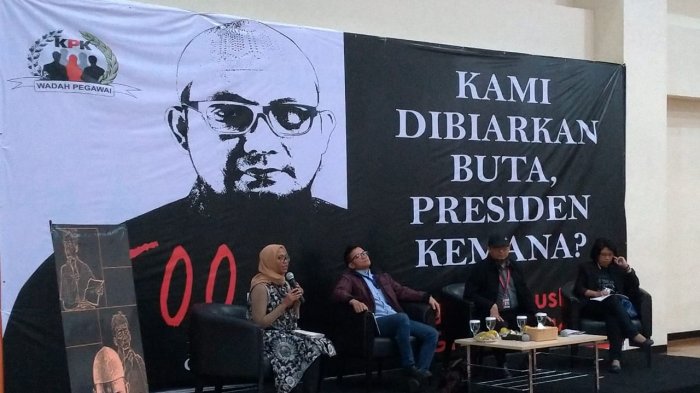 KPK
WADAH PEGAWAI
KAMI
DIBIARKAN
BUTA,
PRESIDEN
KEMANA?